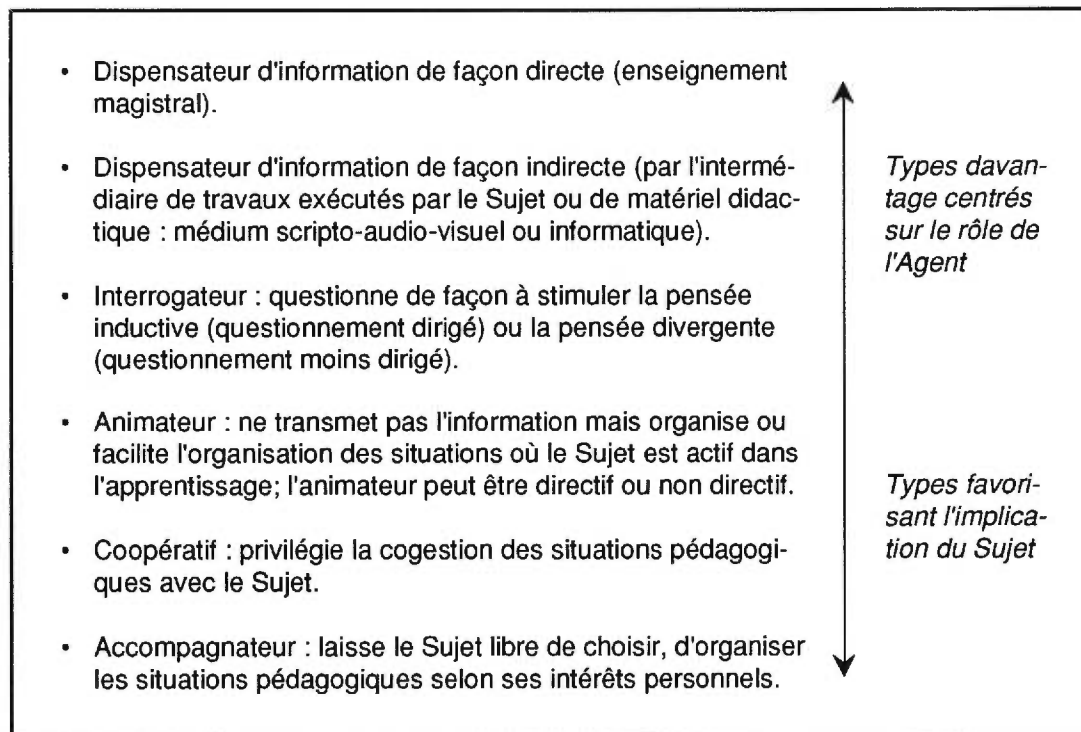 • Dispensateur d'information de façon directe (enseignement
magistral).
• Dispensateur d'information de façon indirecte (par l'intermé-
diaire de travaux exécutés par le Sujet ou de matériel didac-
tique : médium scripto-audio-visuel ou informatique).
• Interrogateur : questionne de façon à stimuler la pensée
inductive (questionnement dirigé) ou la pensée divergente
(questionnement moins dirigé).
• Animateur : ne transmet pas l'information mais organise ou
facilite l'organisation des situations où le Sujet est actif dans
l'apprentissage; l'animateur peut être directif ou non directif.
• Coopératif : privilégie la cogestion des situations pédagogi-
ques avec le Sujet.
• Accompagnateur : laisse le Sujet libre de choisir, d'organiser
les situations pédagogiques selon ses intérêts personnels.
Types davan-
tage centrés
sur le rôle de
l'Agent
Types favori-
sant l'implica-
tion du Sujet